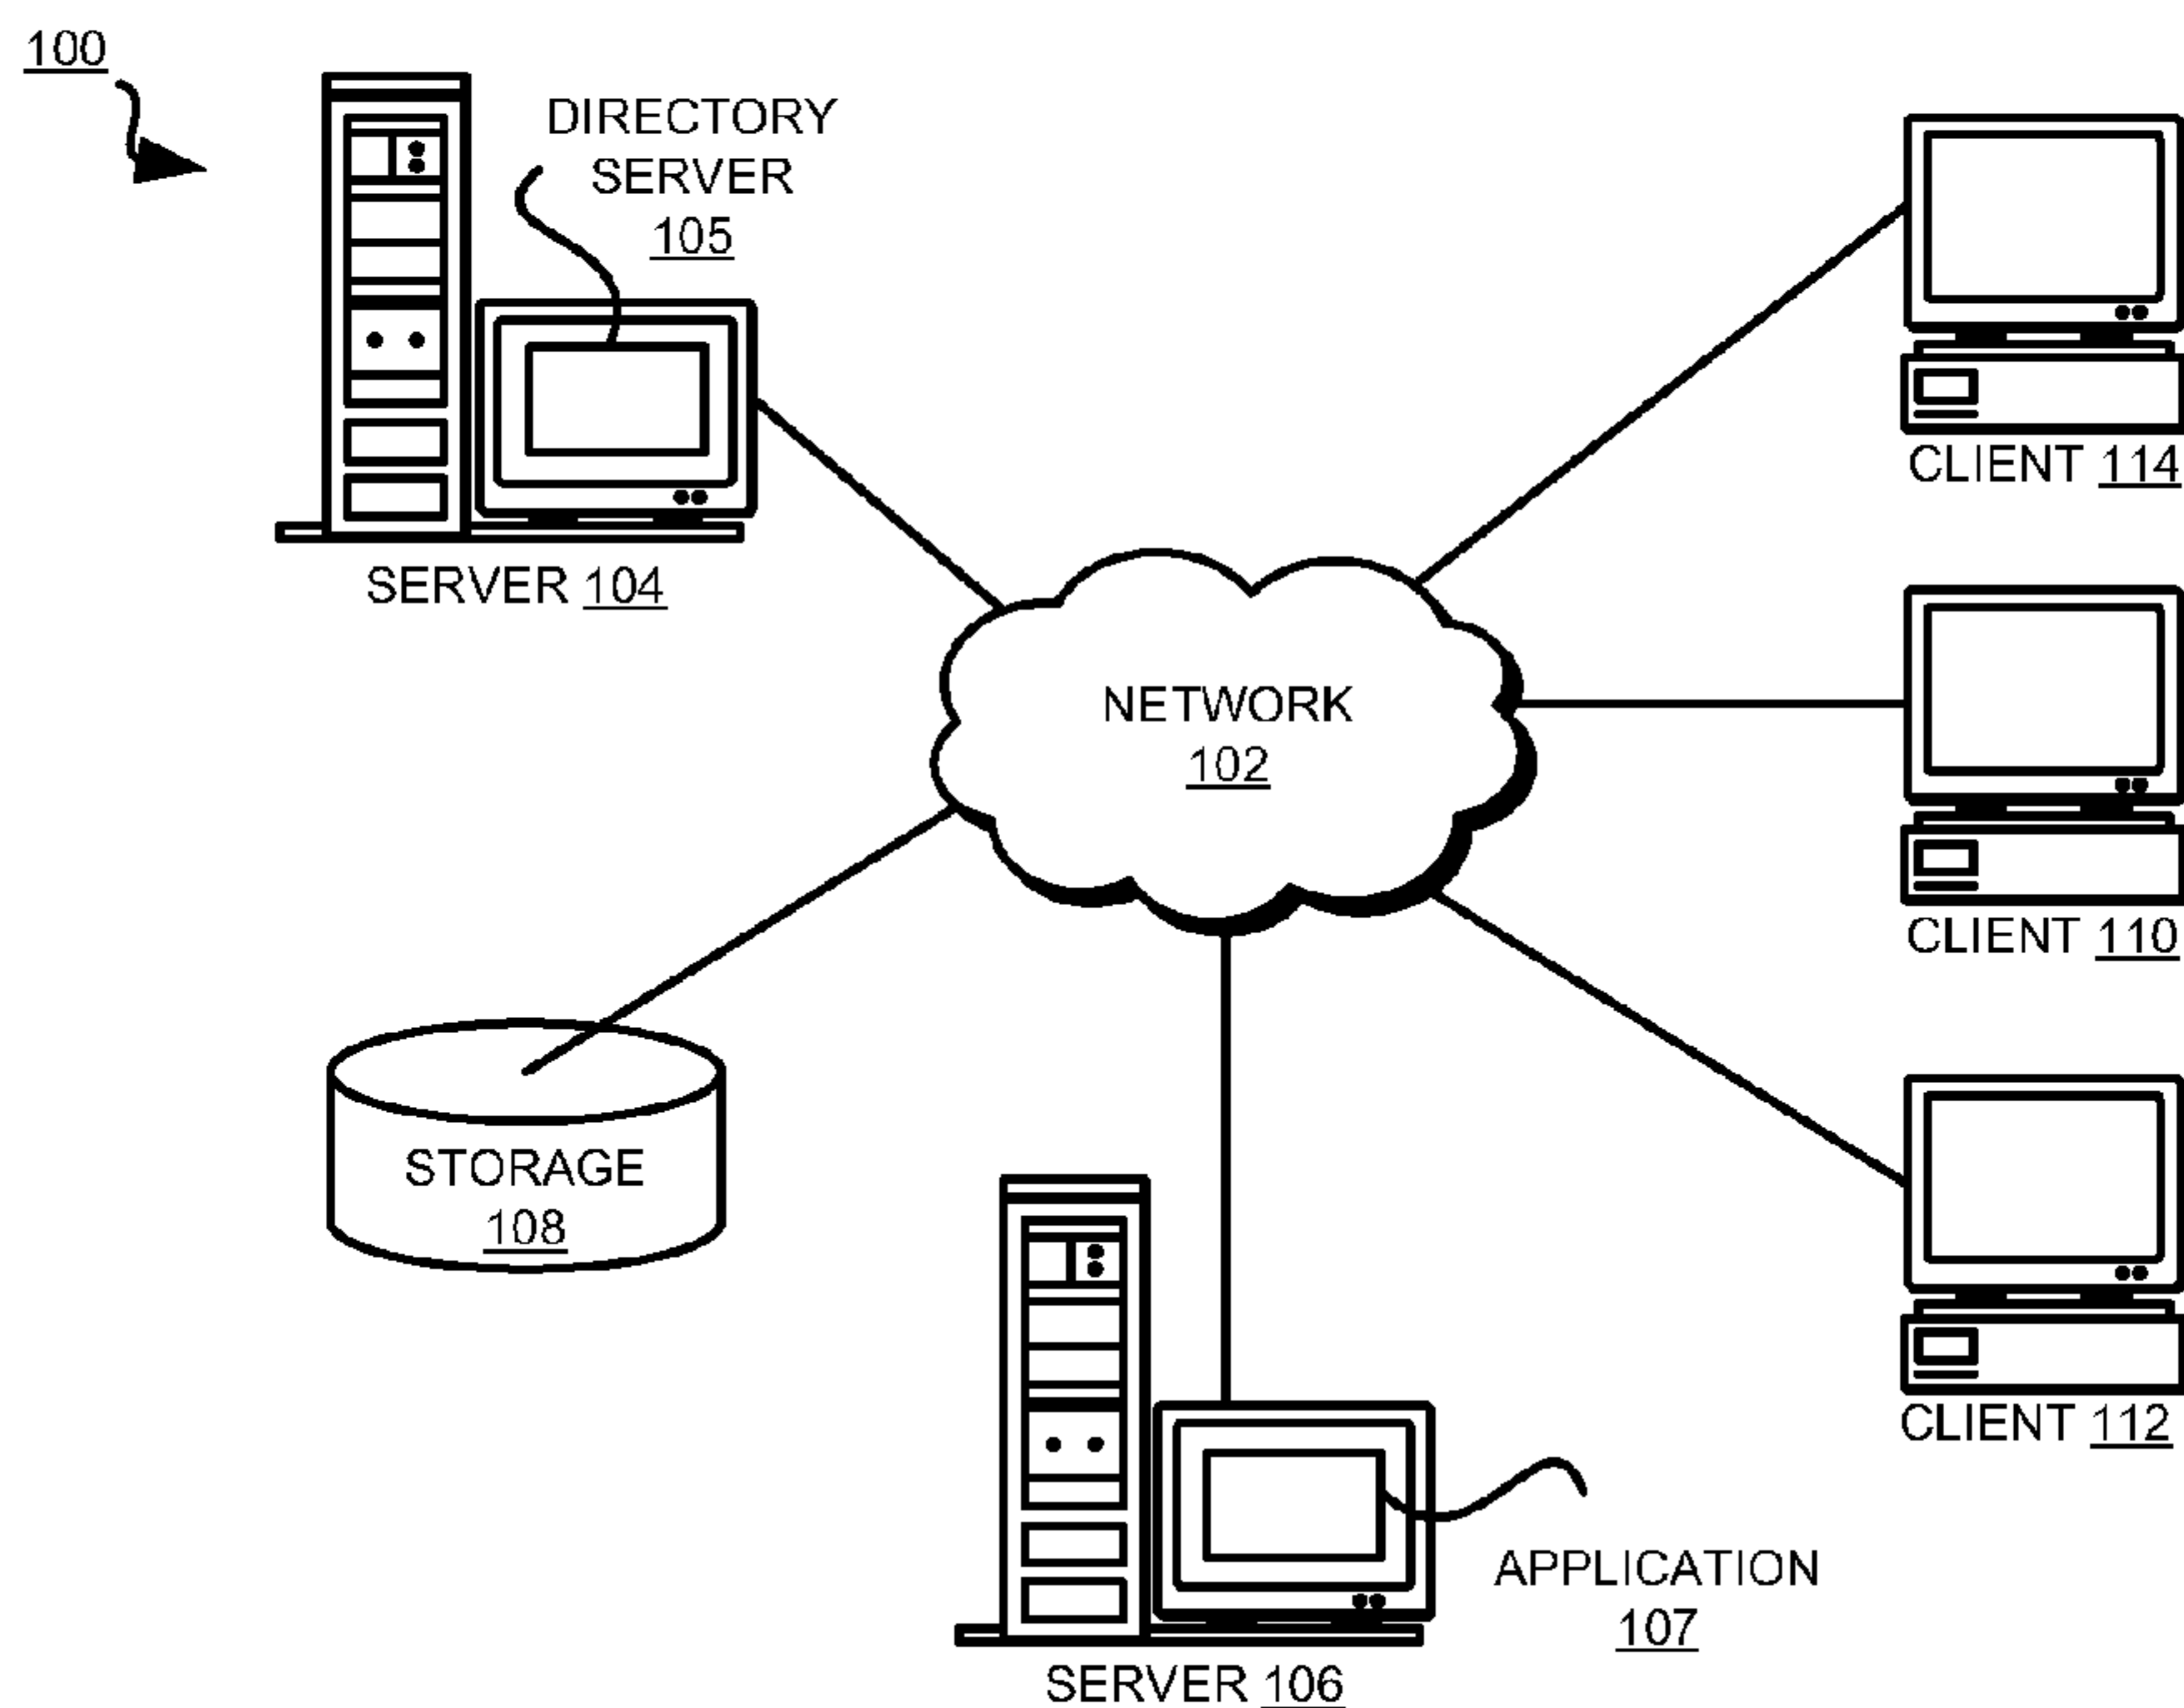 100
DIRECTORY
SERVER
105
SERVER 104
CLIENT 114
NETWORK
102
CLIENT 110
STORAGE
108
CLIENT 112
APPLICATION
107
SERVER 106